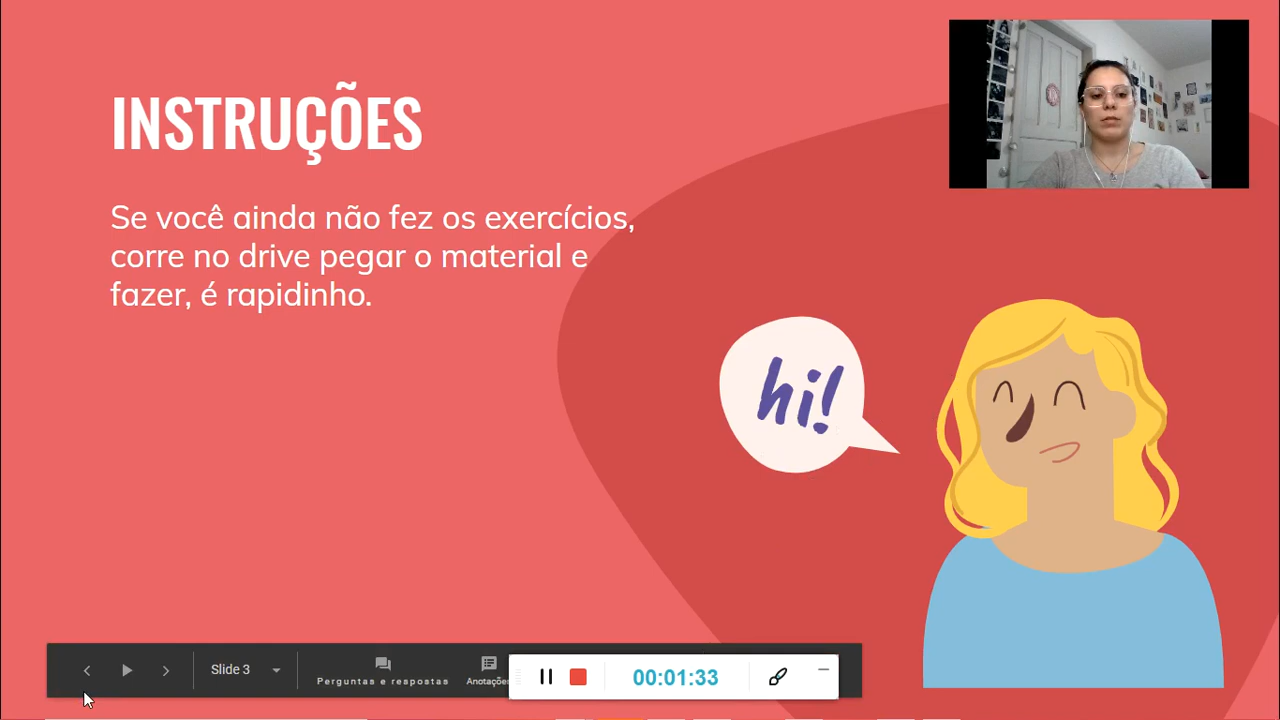 INSTRUÇÕES
Se você ainda não fez os exercícios,
corre no drive pegar o material e
fazer, é rapidinho.
hi!
Slide 3
Perguntas e respostas
Anotaçõe
00:01:33